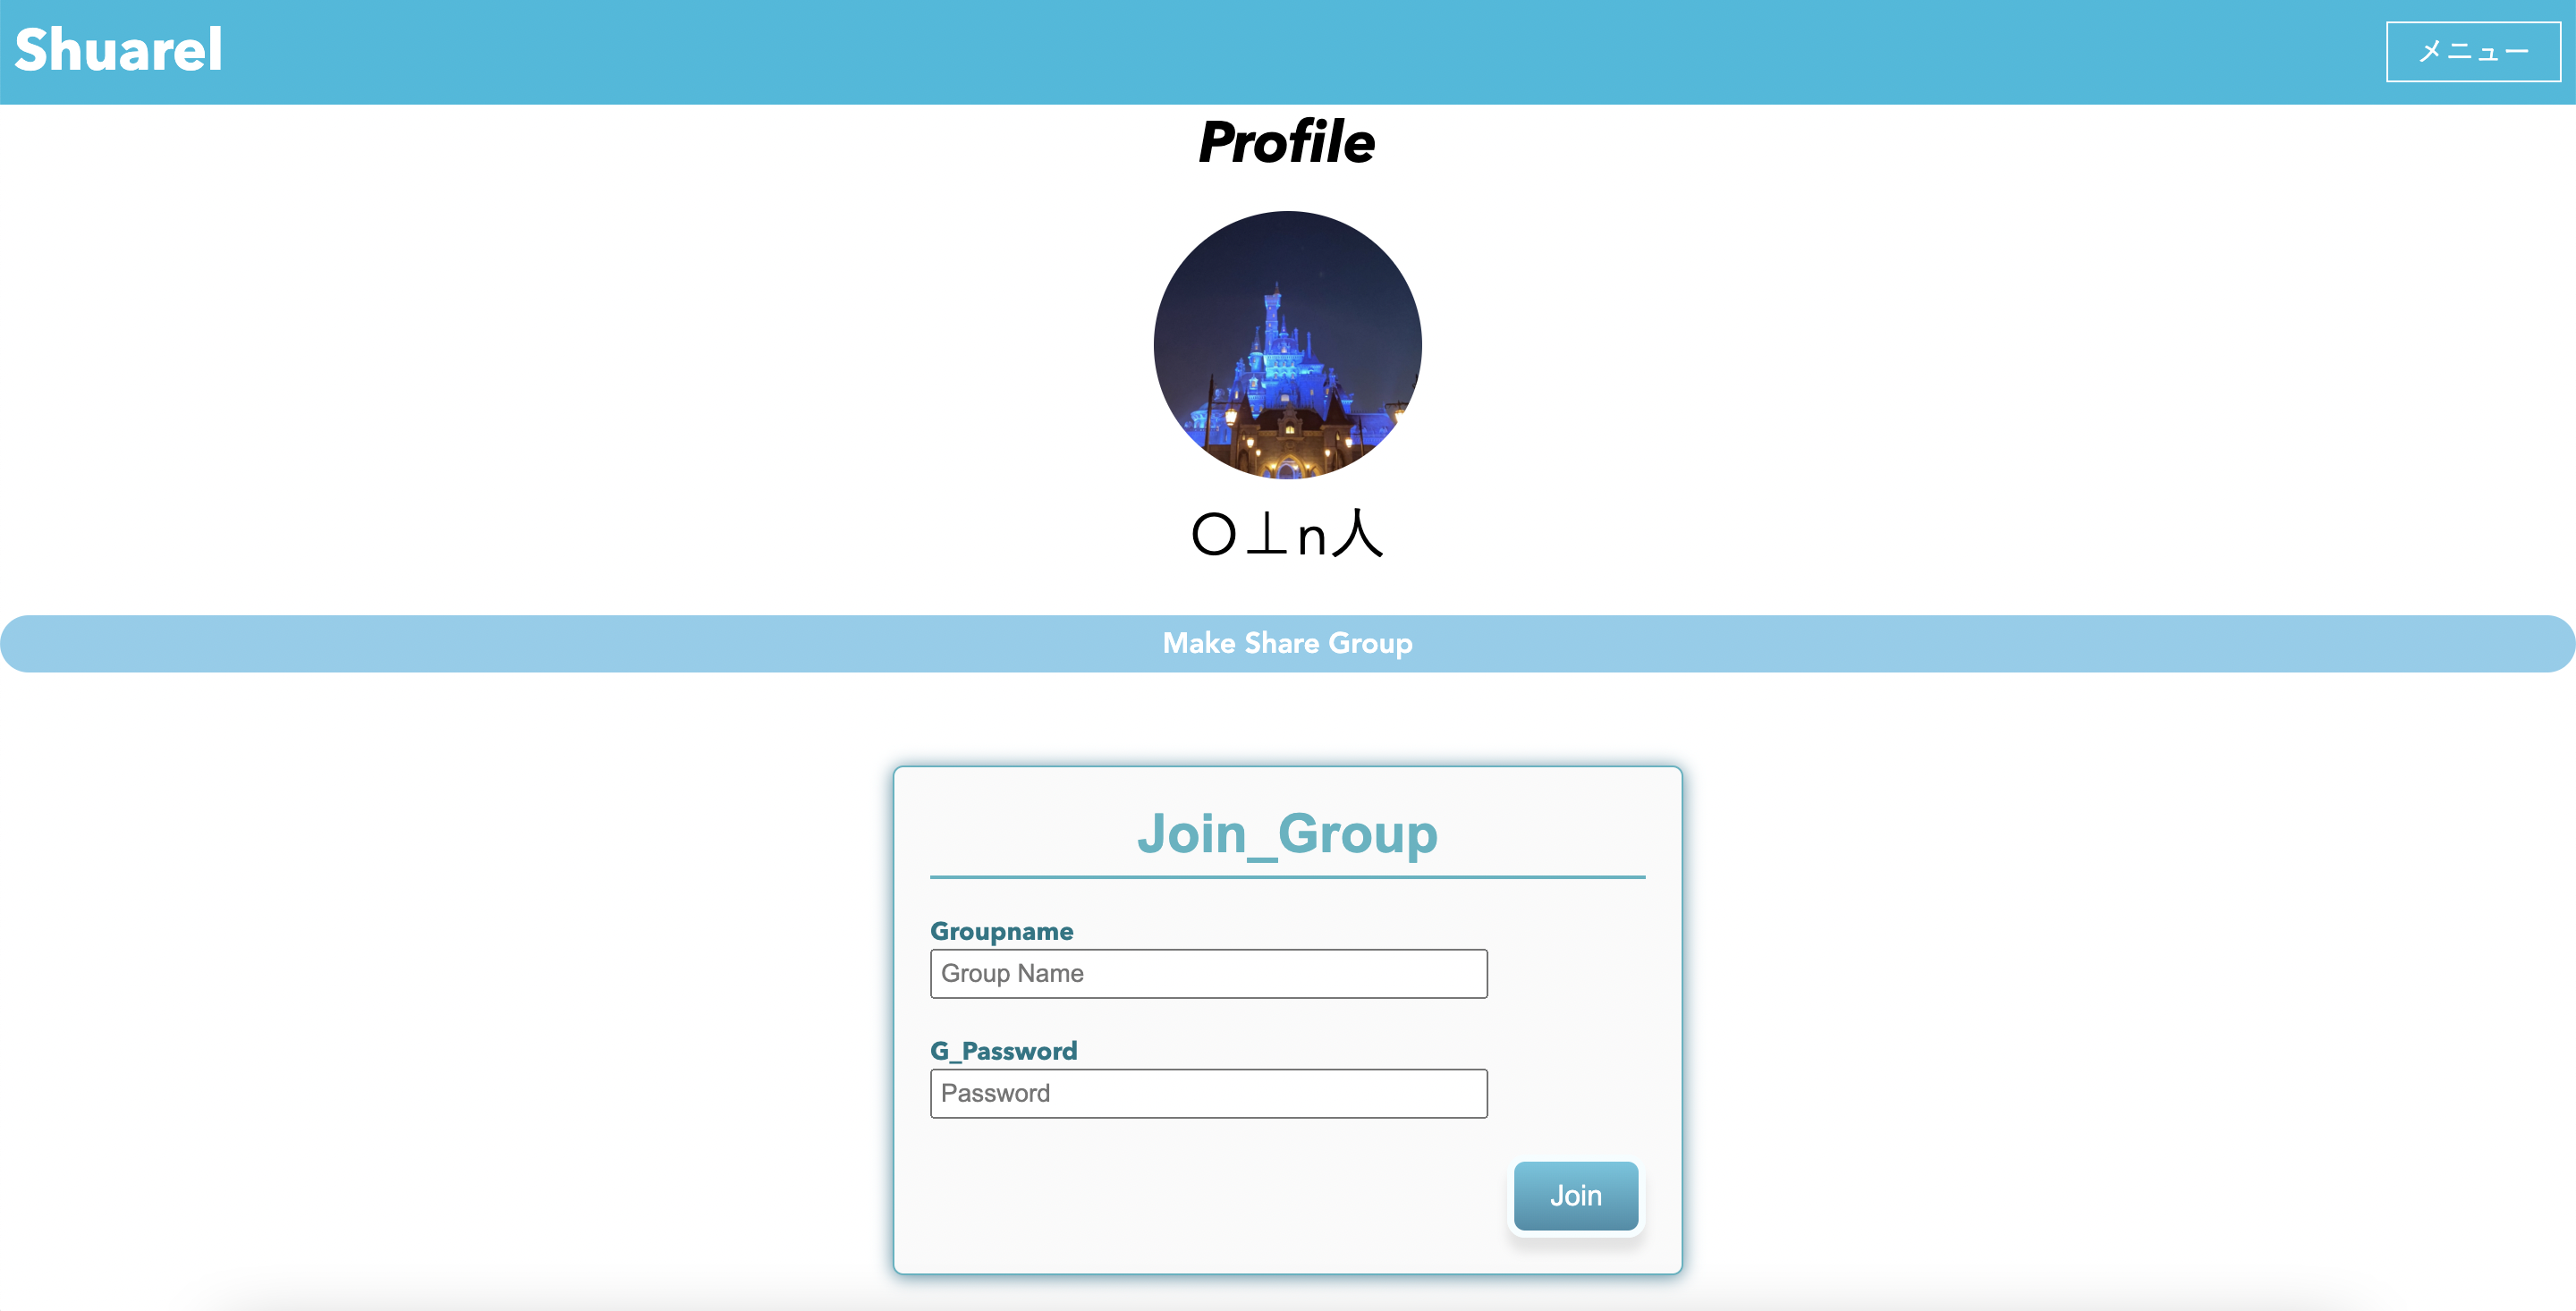 Shuarel
メニュー
Profile
〇⊥n人
Make Share Group
Join_Group
Groupname
Group Name
G_Password
Password
Join